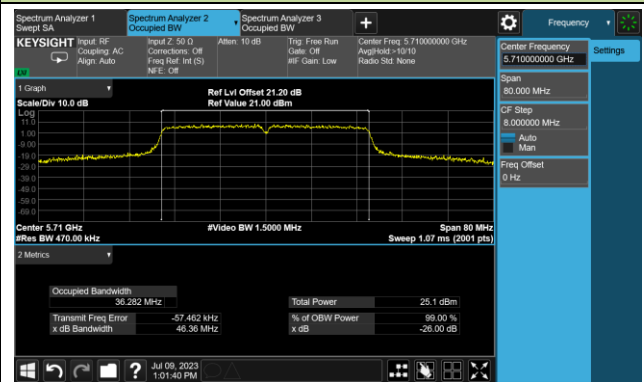 Spectrum Analyzer 1
Swept SA
Spectrum Analyzer 2
Occupied BW
Spectrum Analyzer 3
Occupied BW
+
Frequency
KEYSIGHT
Input: RF
Coupling: AC
Align: Auto
Input Z: 50 Ω
Corrections: Off
Freq Ref: Int (S)
NFE: Off
Atten: 10 dB
Trig: Free Run
Gate: Off
#IF Gain: Low
Center Freq: 5.710000000 GHz
Avg|Hold:>10/10
Radio Std: None
Center Frequency
5.710000000 GHz
Settings
Span
80.000 MHz
CF Step
8.000000 MHz
Auto
Man
Freq Offset
0 Hz
1 Graph
Scale/Div 10.0 dB
Ref Lvl Offset 21.20 dB
Ref Value 21.00 dBm
Log
11.0
1.00
-9.00
-19.0
-29.0
-39.0
-49.0
-59.0
-69.0
Center 5.71 GHz
#Res BW 470.00 kHz
#Video BW 1.5000 MHz
Span 80 MHz
Sweep 1.07 ms (2001 pts)
2 Metrics
Occupied Bandwidth
36.282 MHz
Total Power 25.1 dBm
Transmit Freq Error -57.462 kHz
% of OBW Power 99.00 %
x dB Bandwidth 46.36 MHz
x dB -26.00 dB
?
Jul 09, 2023
1:01:40 PM